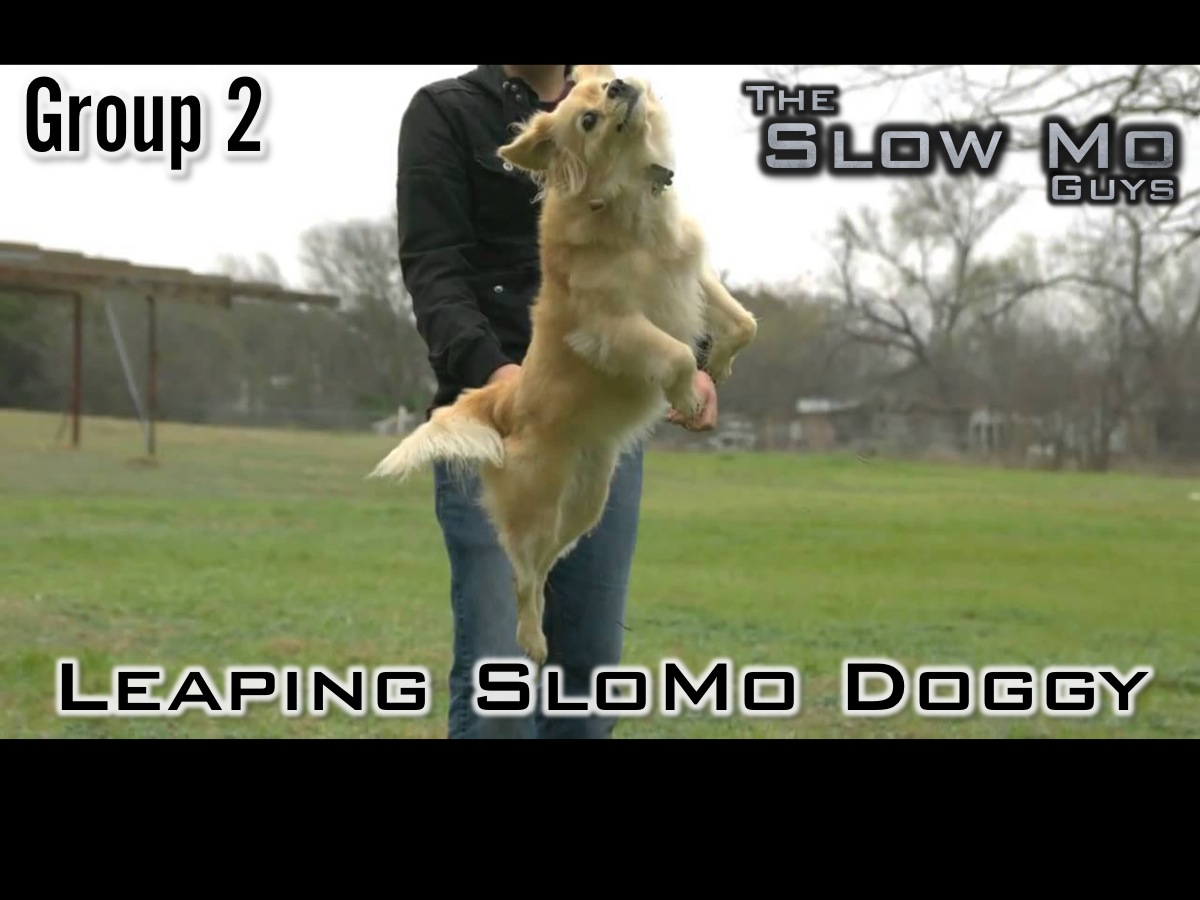 Group 2
THE
SLOW MO
GUYS
LEAPING SLOMO DOGGY